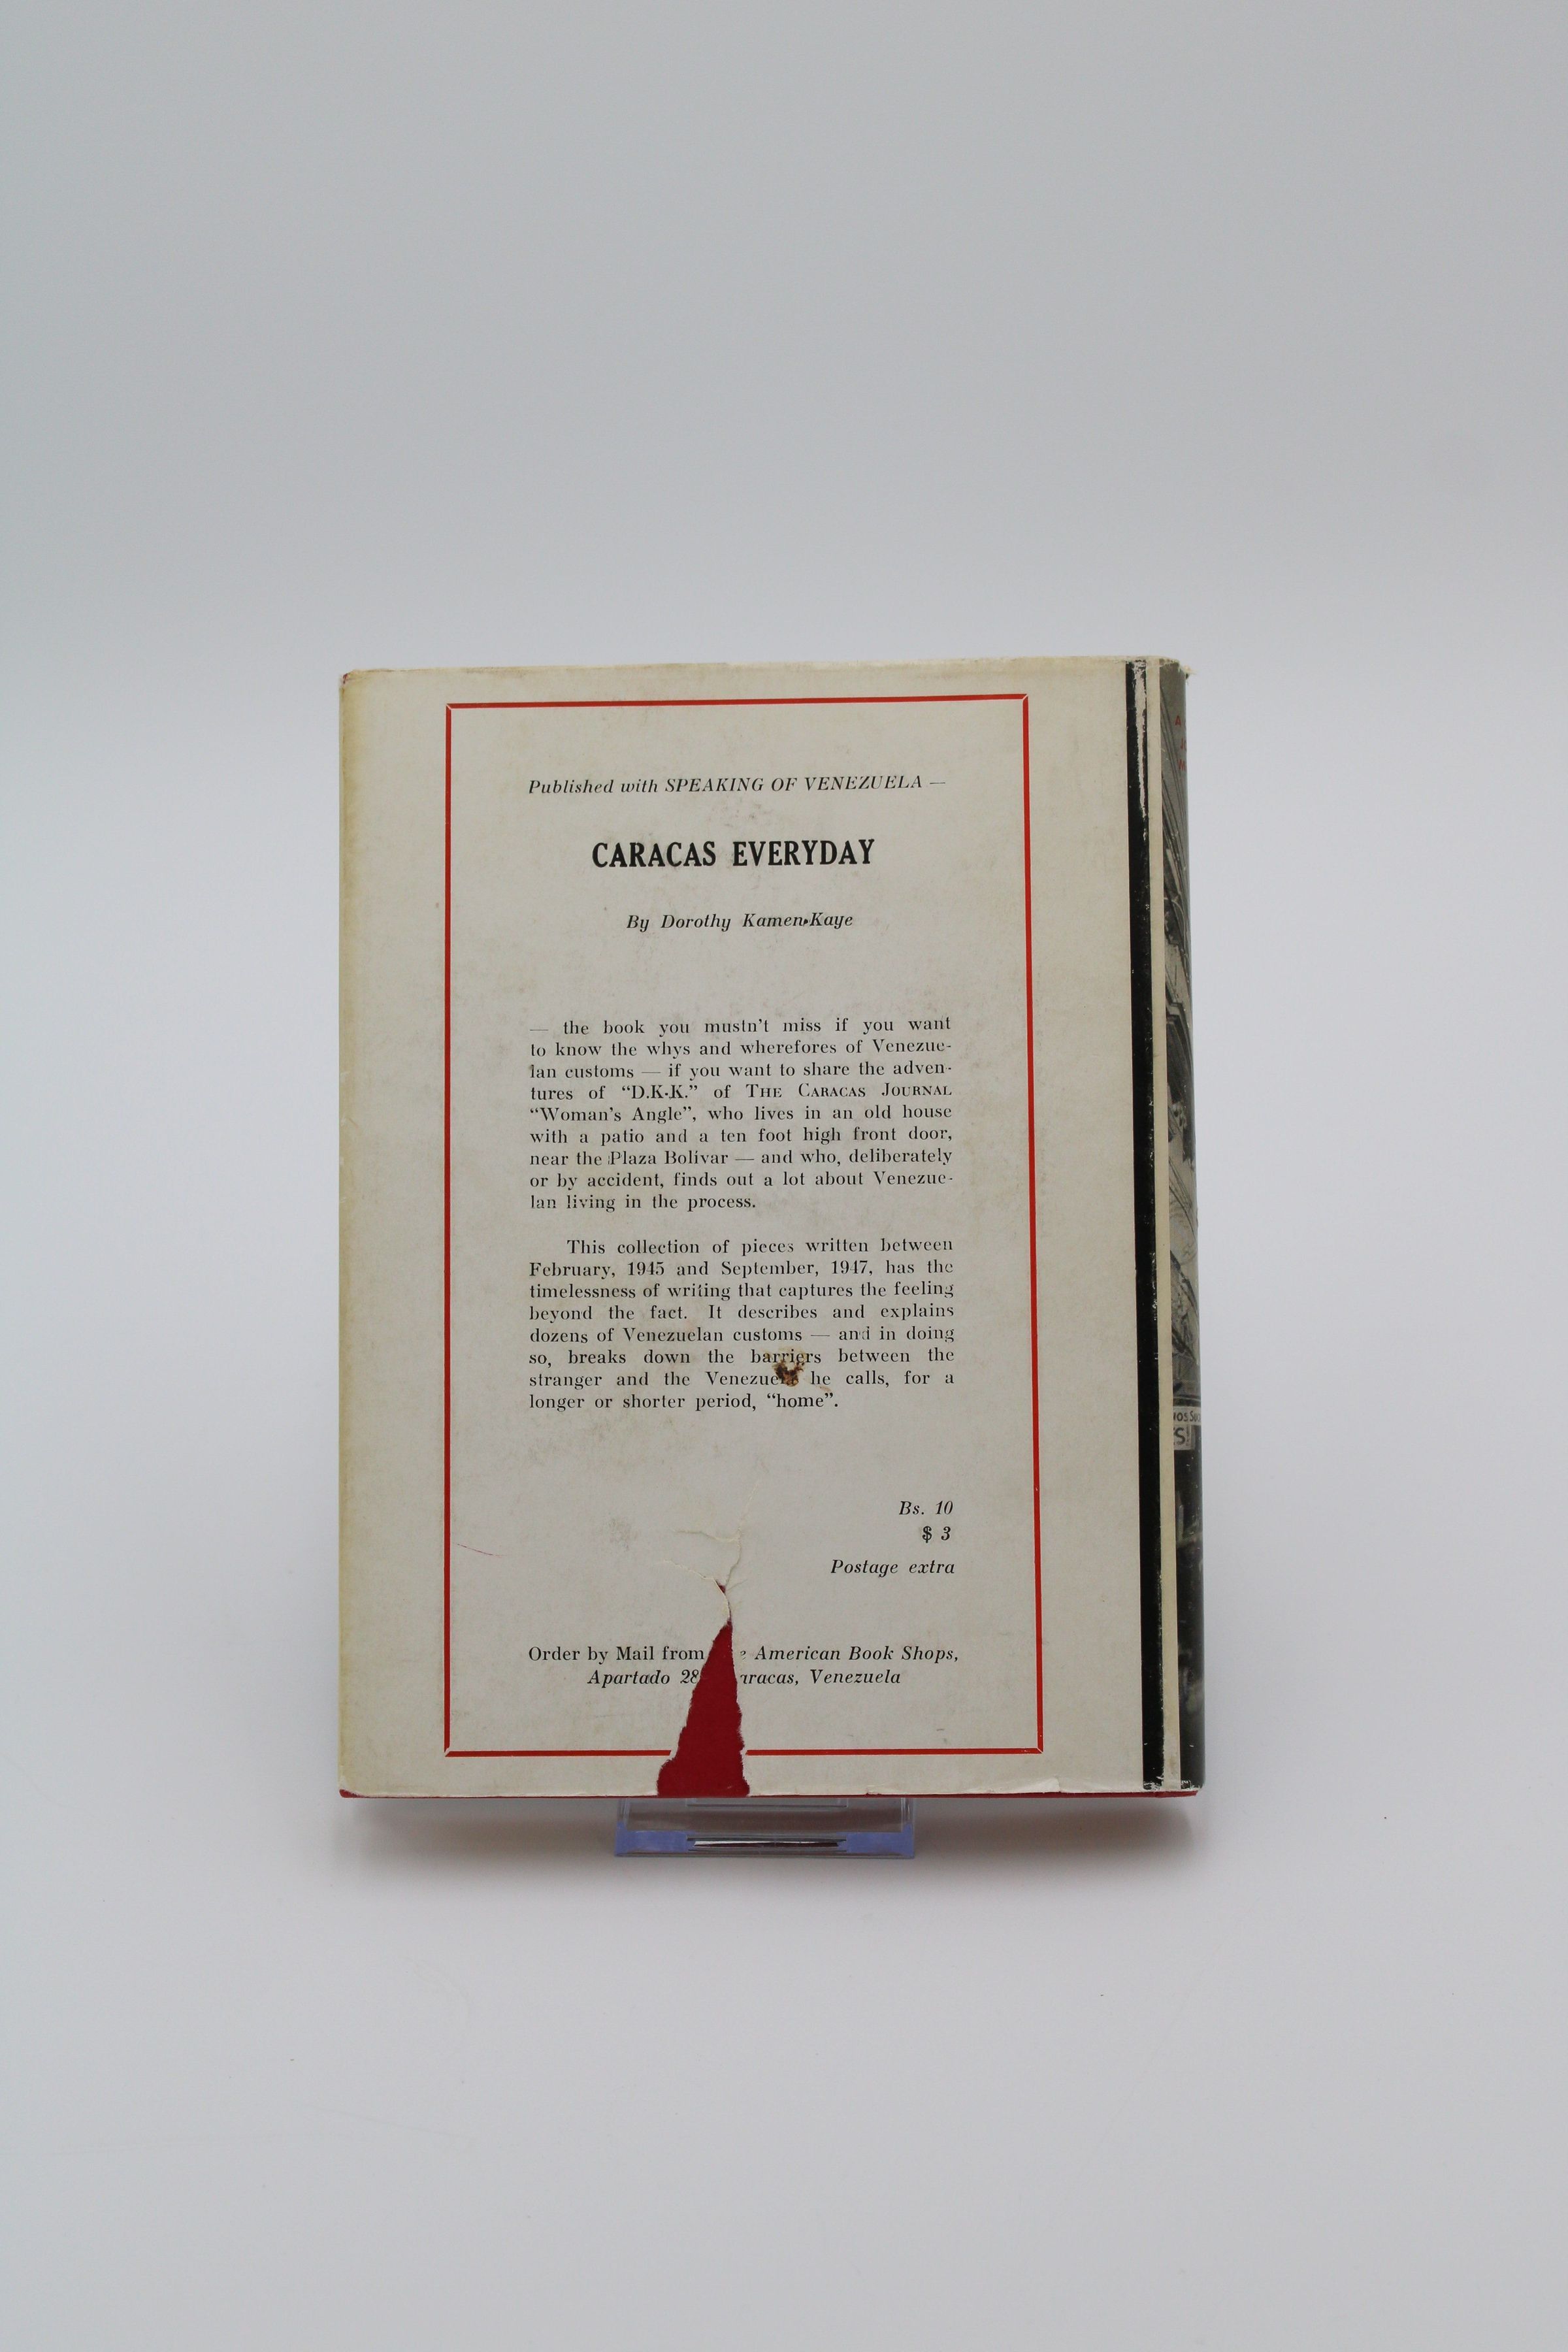 Published with SPEAKING OF VENEZUELA —
CARACAS EVERYDAY
By Dorothy Kamen-Kaye
— the book you mustn't miss if you want
to know the whys and wherefores of Venezue-
lan customs — if you want to share the adven-
tures of “D.K-K.” of THE CARACAS JOURNAL
“Woman's Angle”, who lives in an old house
with a patio and a ten foot high front door,
near the Plaza Bolívar — and who, deliberately
or by accident, finds out a lot about Venezue-
lan living in the process.
This collection of pieces written between
February, 1945 and September, 1947, has the
timelessness of writing that captures the feeling
beyond the fact. It describes and explains
dozens of Venezuelan customs — and in doing
so, breaks down the barriers between the
stranger and the Venezuela he calls, for a
longer or shorter period, “home”.
Bs. 10
$ 3
Postage extra
Order by Mail from American Book Shops,
Apartado 28 aracas, Venezuela